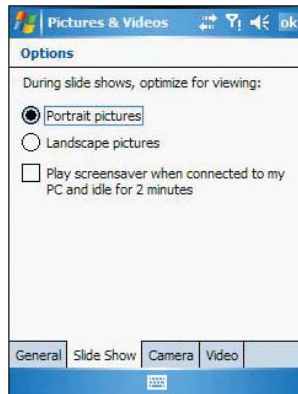 Pictures & Videos ok
Options
During slide shows, optimize for viewing:
Portrait pictures
Landscape pictures
Play screensaver when connected to my
PC and idle for 2 minutes
General Slide Show Camera Video